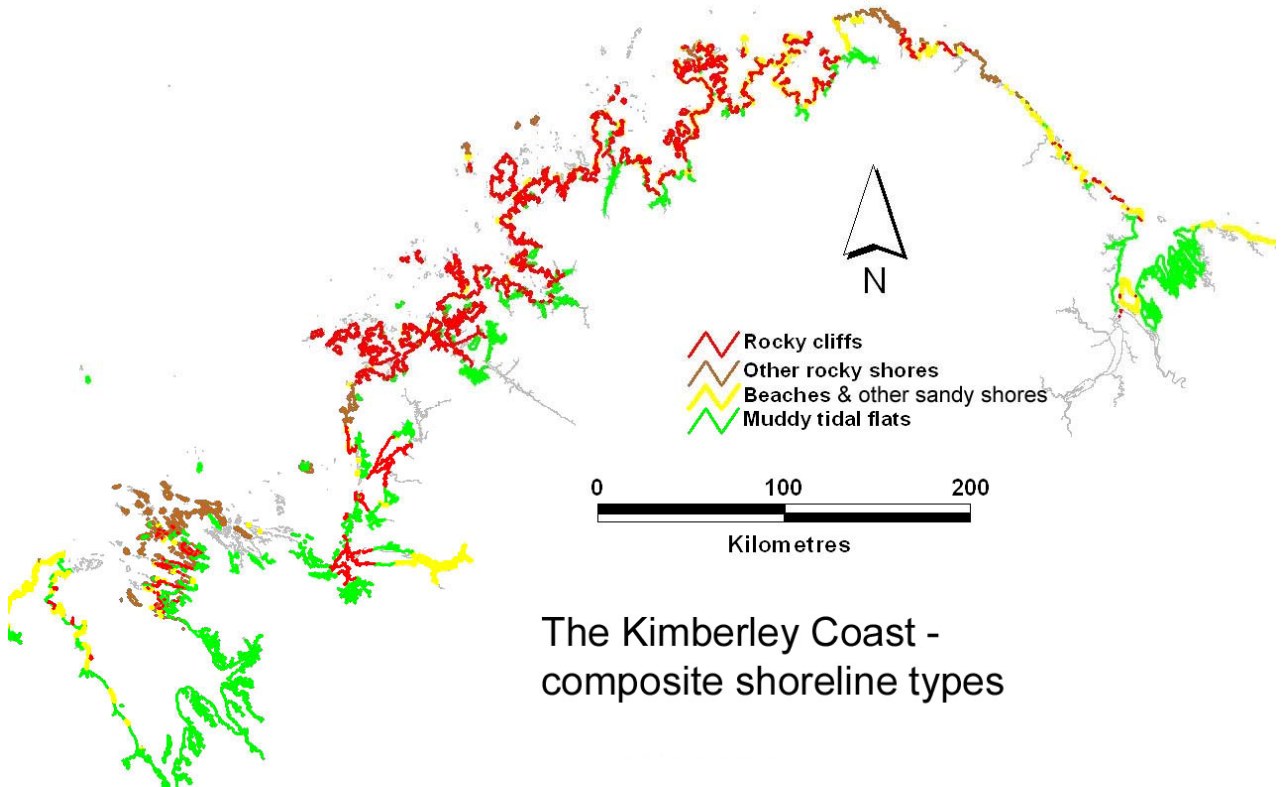 N
Rocky cliffs
Other rocky shores
Beaches & other sandy shores
Muddy tidal flats
0 100 200
Kilometres
The Kimberley Coast -
composite shoreline types